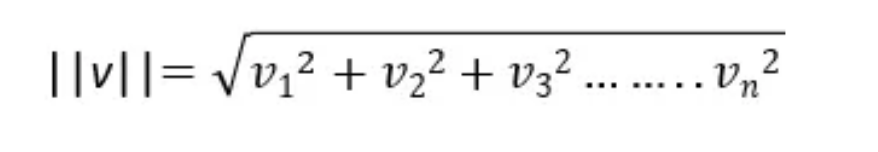 ||v||= √v₁² + v₂² + v₃² ... ... . . vₙ²